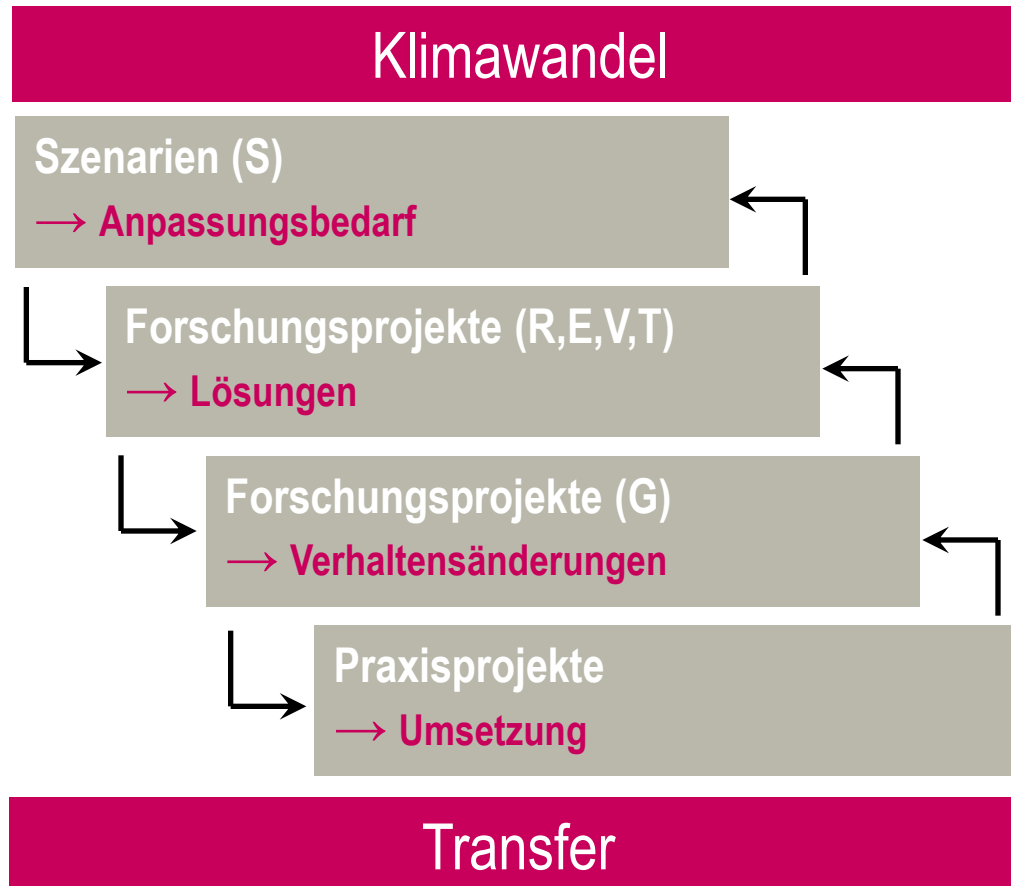 Klimawandel
Szenarien (S)
→ Anpassungsbedarf
Forschungsprojekte (R,E,V,T)
→ Lösungen
Forschungsprojekte (G)
→ Verhaltensänderungen
Praxisprojekte
→ Umsetzung
Transfer